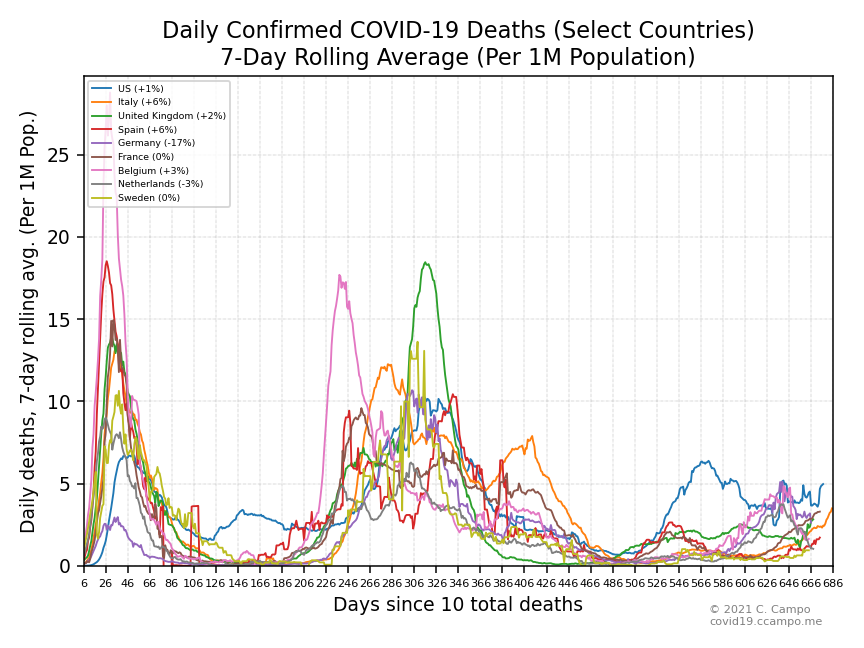 Daily Confirmed COVID-19 Deaths (Select Countries)
7-Day Rolling Average (Per 1M Population)
Daily deaths, 7-day rolling avg. (Per 1M Pop.)
US (+1%)
Italy (+6%)
United Kingdom (+2%)
Spain (+6%)
Germany (-17%)
France (0%)
Belgium (+3%)
Netherlands (-3%)
Sweden (0%)
25
20
15
10
5
0
6 26 46 66 86 106 126 146 166 186 206 226 246 266 286 306 326 346 366 386 406 426 446 466 486 506 526 546 566 586 606 626 646 666 686
Days since 10 total deaths
© 2021 C. Campo
covid19.ccampo.me